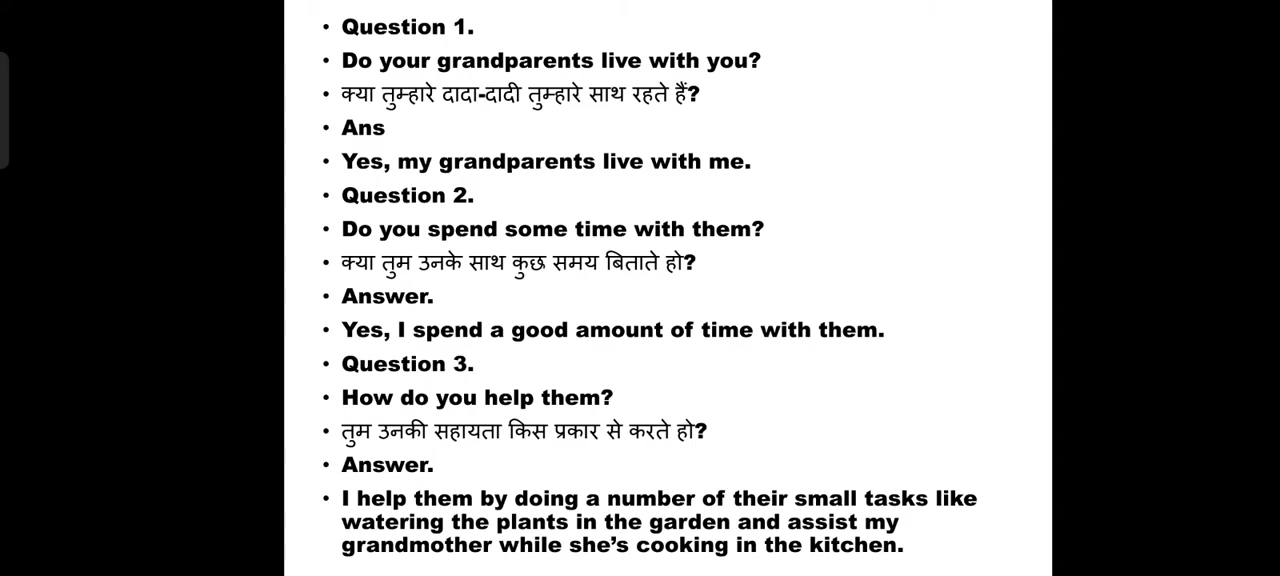 • Question 1.
• Do your grandparents live with you?
• क्या तुम्हारे दादा-दादी तुम्हारे साथ रहते हैं?
• Ans
• Yes, my grandparents live with me.
• Question 2.
• Do you spend some time with them?
• क्या तुम उनके साथ कुछ समय बिताते हो?
• Answer.
• Yes, I spend a good amount of time with them.
• Question 3.
• How do you help them?
• तुम उनकी सहायता किस प्रकार से करते हो?
• Answer.
• I help them by doing a number of their small tasks like
watering the plants in the garden and assist my
grandmother while she’s cooking in the kitchen.